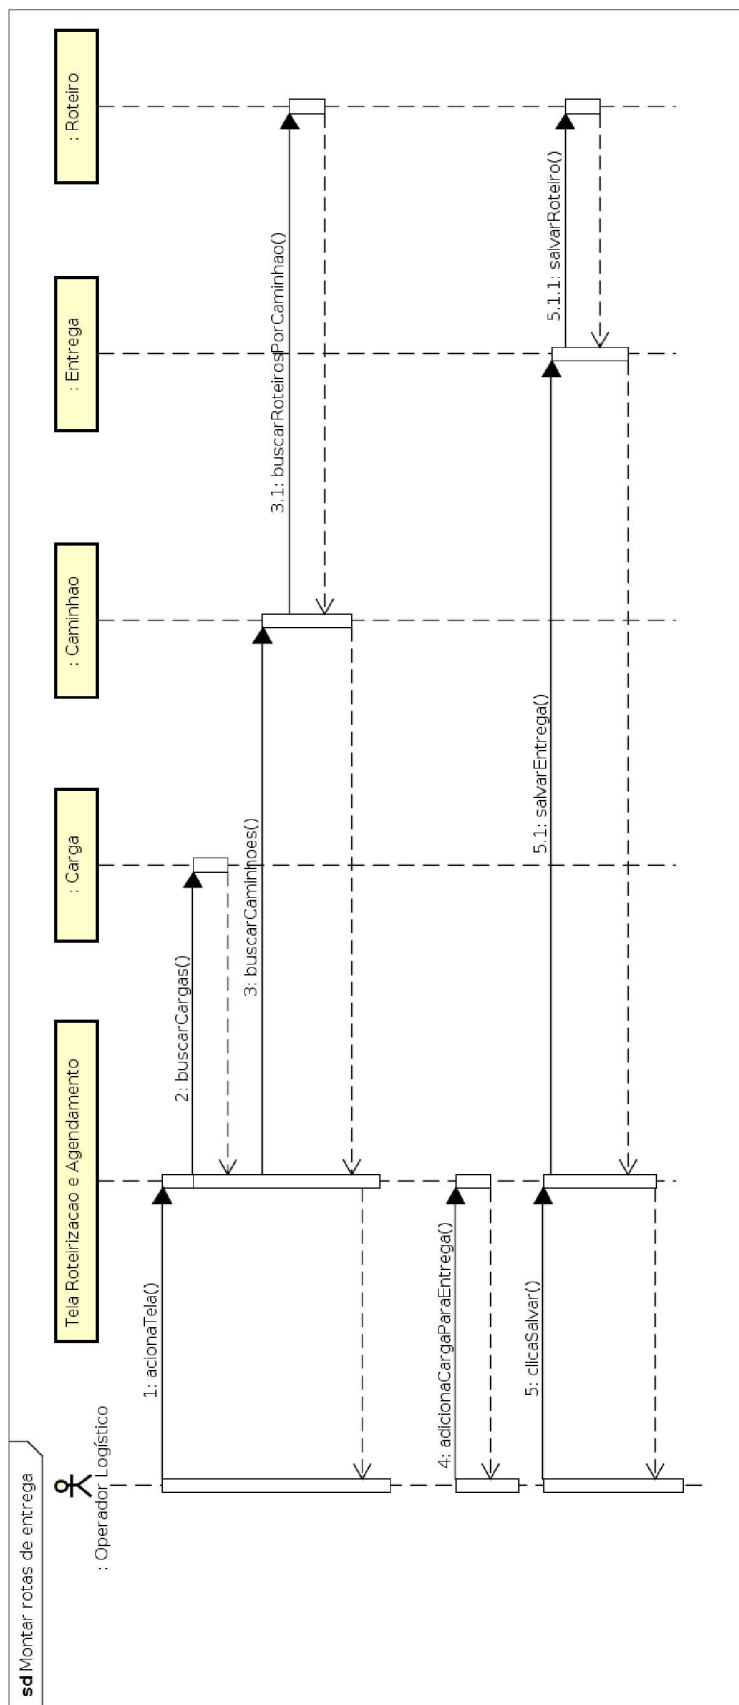 sd Montar rotas de entrega
: Operador Logístico
Tela Roteirizacao e Agendamento
: Carga
: Caminhao
: Entrega
: Roteiro
1: acionaTela()
2: buscarCargas()
3: buscarCaminhoes()
3.1: buscarRoteirosPorCaminhao()
4: adicionaCargaParaEntrega()
5: clicaSalvar()
5.1: salvarEntrega()
5.1.1: salvarRoteiro()